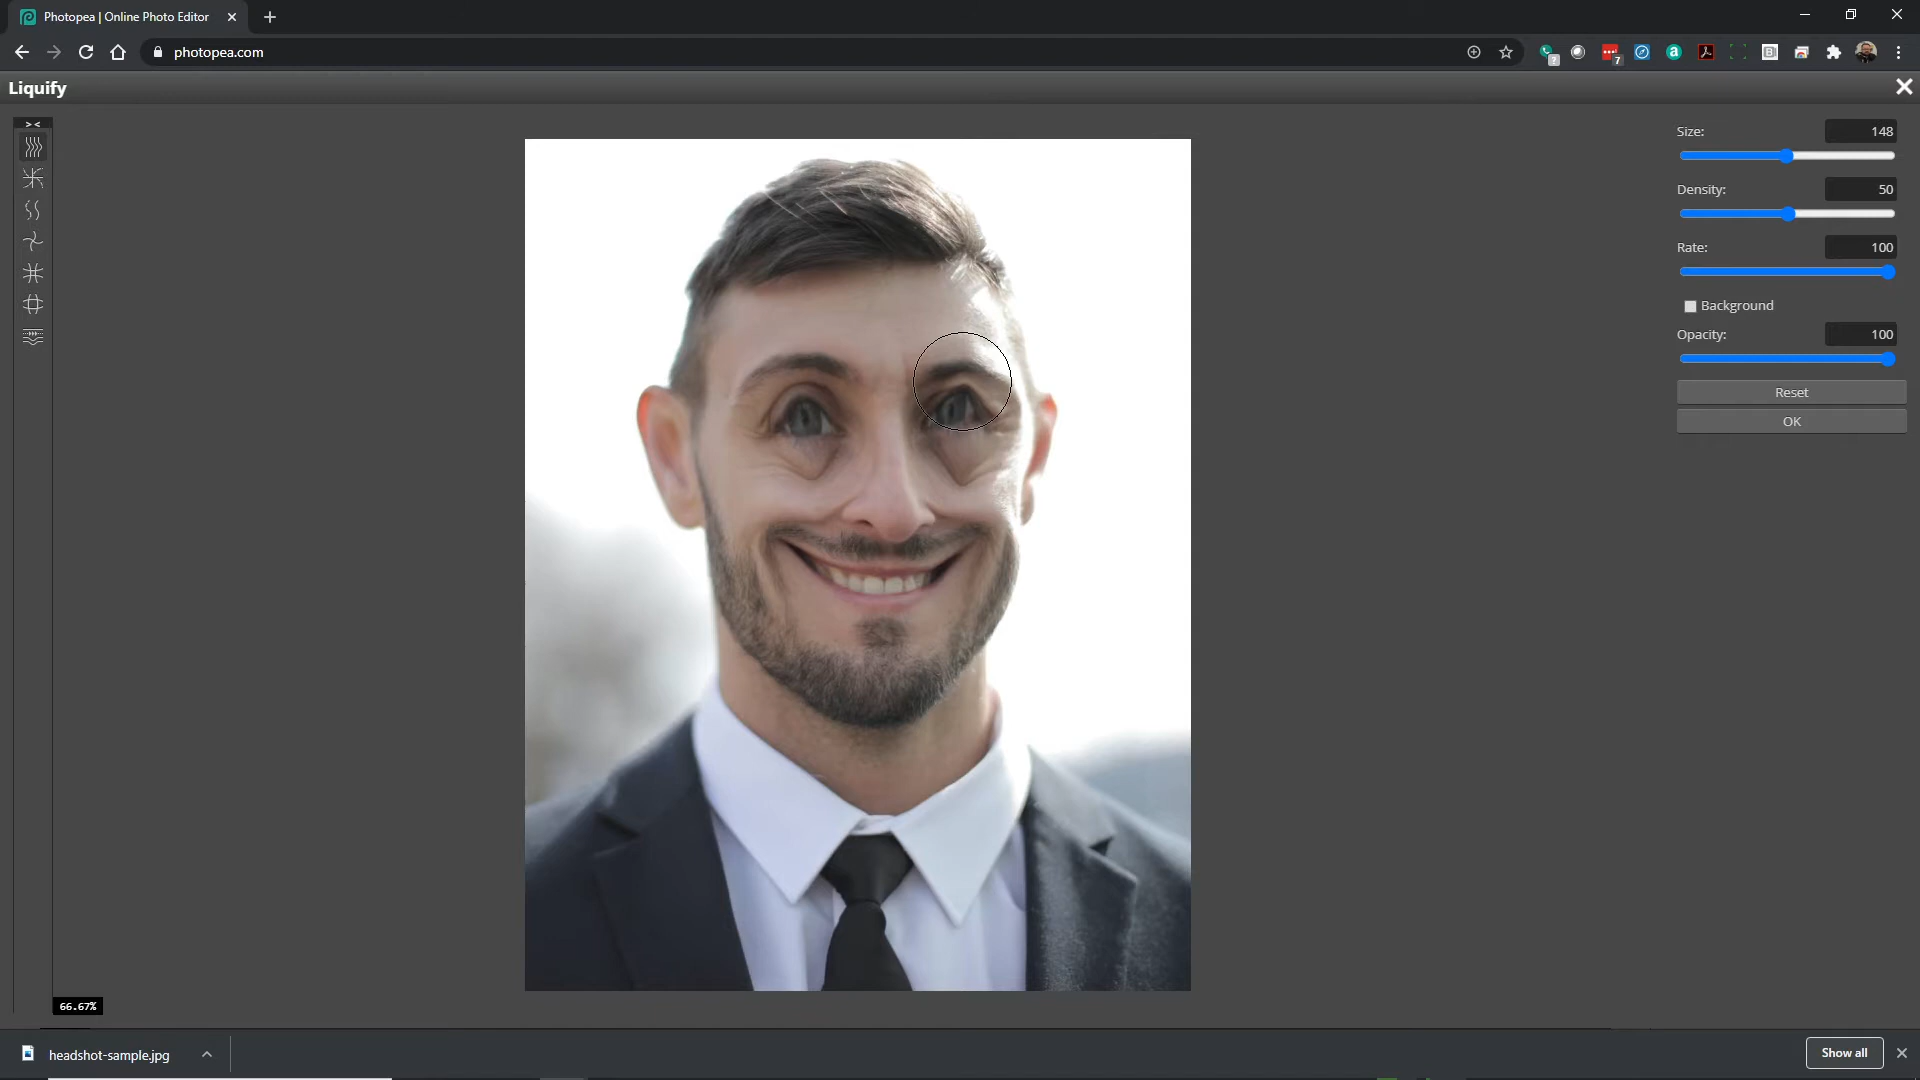 Photopea | Online Photo Editor
photopea.com
7
Liquify
> <
Size: 148
Density: 50
Rate: 100
Background
Opacity: 100
Reset
OK
66.67%
headshot-sample.jpg
Show all